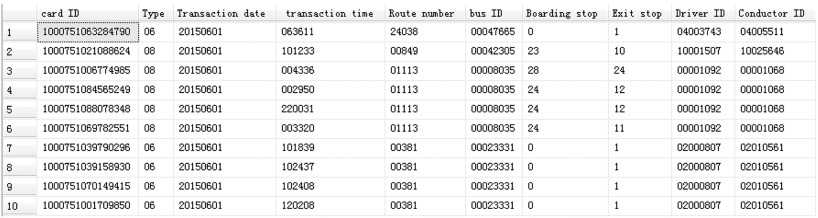 card ID Type Transaction date transaction time Route number bus ID Boarding stop Exit stop Driver ID Conductor ID
1 1000751063284790 06 20150601 063611 24038 00047665 0 1 04003743 04005511
2 1000751021088624 08 20150601 101233 00849 00042305 23 10 10001507 10025646
3 1000751006774985 08 20150601 004336 01113 00008035 28 24 00001092 00001068
4 1000751084565249 08 20150601 002950 01113 00008035 24 12 00001092 00001068
5 1000751088078348 08 20150601 220031 01113 00008035 24 12 00001092 00001068
6 1000751069782551 08 20150601 003320 01113 00008035 24 11 00001092 00001068
7 1000751039790296 06 20150601 101839 00381 00023331 0 1 02000807 02010561
8 1000751039158930 06 20150601 102437 00381 00023331 0 1 02000807 02010561
9 1000751070149415 06 20150601 102408 00381 00023331 0 1 02000807 02010561
10 1000751001709850 06 20150601 120208 00381 00023331 0 1 02000807 02010561